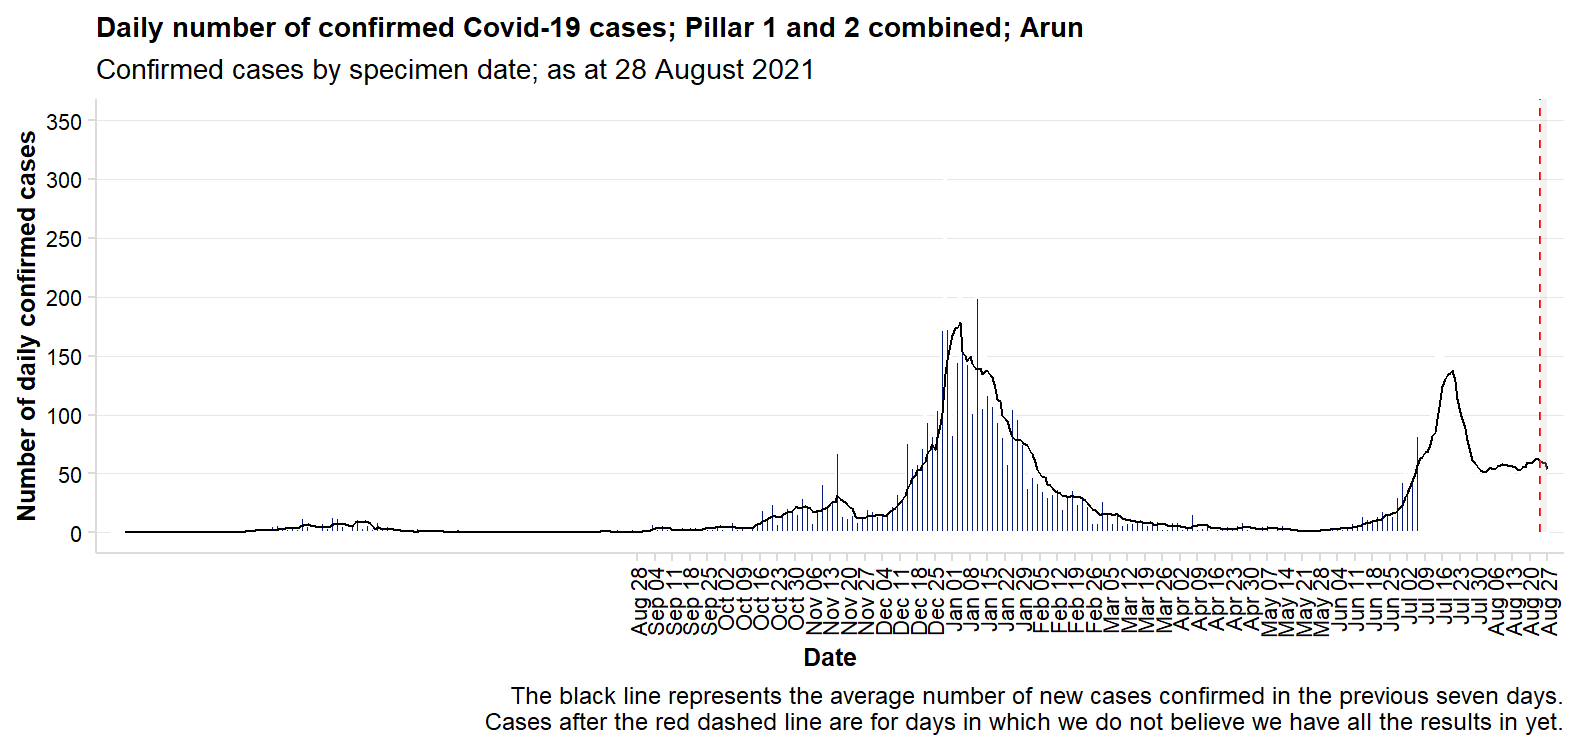 Daily number of confirmed Covid-19 cases; Pillar 1 and 2 combined; Arun
Confirmed cases by specimen date; as at 28 August 2021
Number of daily confirmed cases
350
300
250
200
150
100
50
0
Aug 28
Sep 04
Sep 11
Sep 18
Sep 25
Oct 02
Oct 09
Oct 16
Oct 23
Oct 30
Nov 06
Nov 13
Nov 20
Nov 27
Dec 04
Dec 11
Dec 18
Dec 25
Jan 01
Jan 08
Jan 15
Jan 22
Jan 29
Feb 05
Feb 12
Feb 19
Feb 26
Mar 05
Mar 12
Mar 19
Mar 26
Apr 02
Apr 09
Apr 16
Apr 23
Apr 30
May 07
May 14
May 21
May 28
Jun 04
Jun 11
Jun 18
Jun 25
Jul 02
Jul 09
Jul 16
Jul 23
Jul 30
Aug 06
Aug 13
Aug 20
Aug 27
Date
The black line represents the average number of new cases confirmed in the previous seven days.
Cases after the red dashed line are for days in which we do not believe we have all the results in yet.